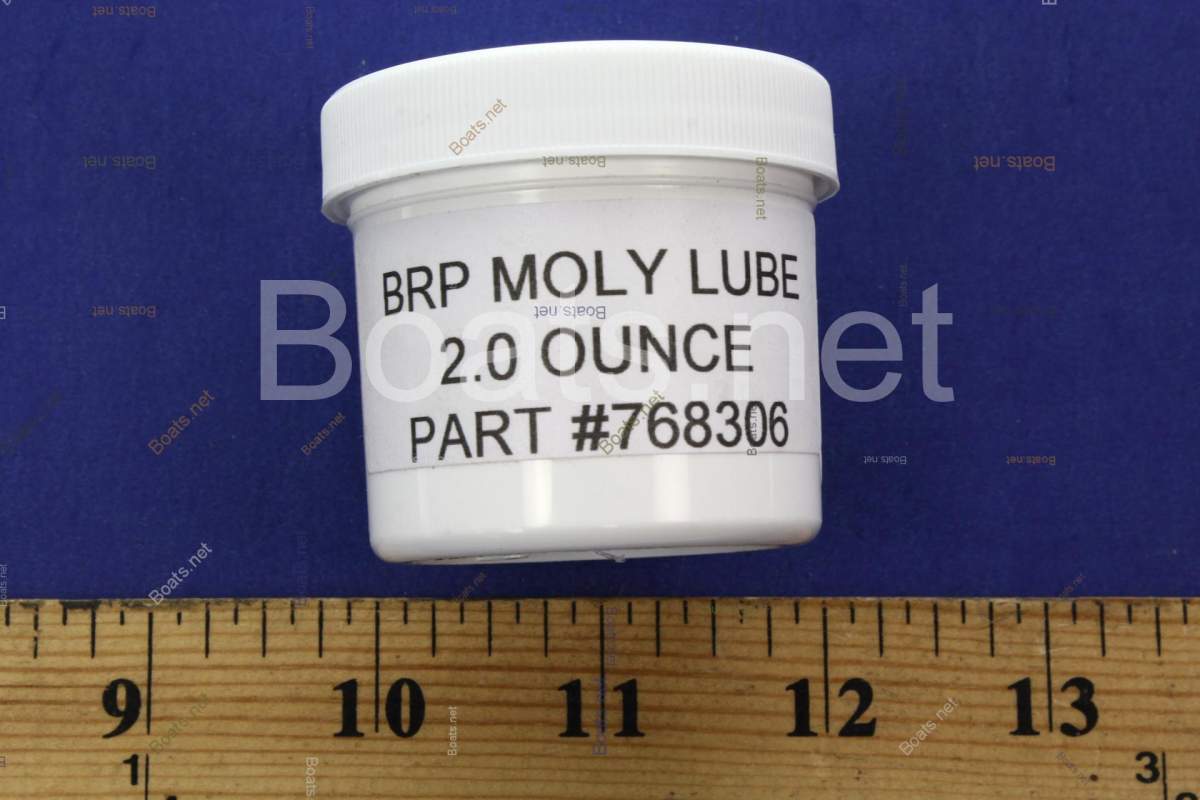 BRP MOLY LUBE
2.0 OUNCE
PART #768306
Boats.net
9 10 11 12 13
1 3